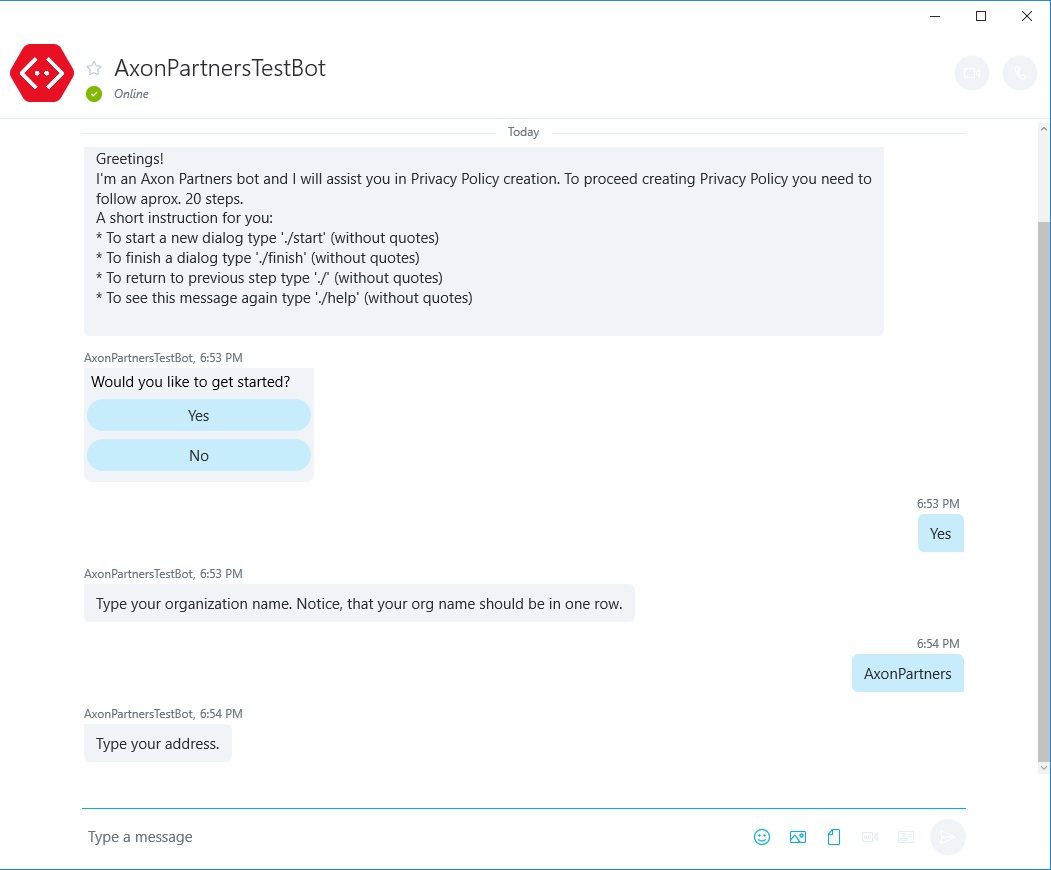 AxonPartnersTestBot
Online
Today
Greetings!
I'm an Axon Partners bot and I will assist you in Privacy Policy creation. To proceed creating Privacy Policy you need to
follow aprox. 20 steps.
A short instruction for you:
* To start a new dialog type './start' (without quotes)
* To finish a dialog type './finish' (without quotes)
* To return to previous step type './' (without quotes)
* To see this message again type './help' (without quotes)
AxonPartnersTestBot, 6:53 PM
Would you like to get started?
Yes
No
6:53 PM
Yes
AxonPartnersTestBot, 6:53 PM
Type your organization name. Notice, that your org name should be in one row.
6:54 PM
AxonPartners
AxonPartnersTestBot, 6:54 PM
Type your address.
Type a message